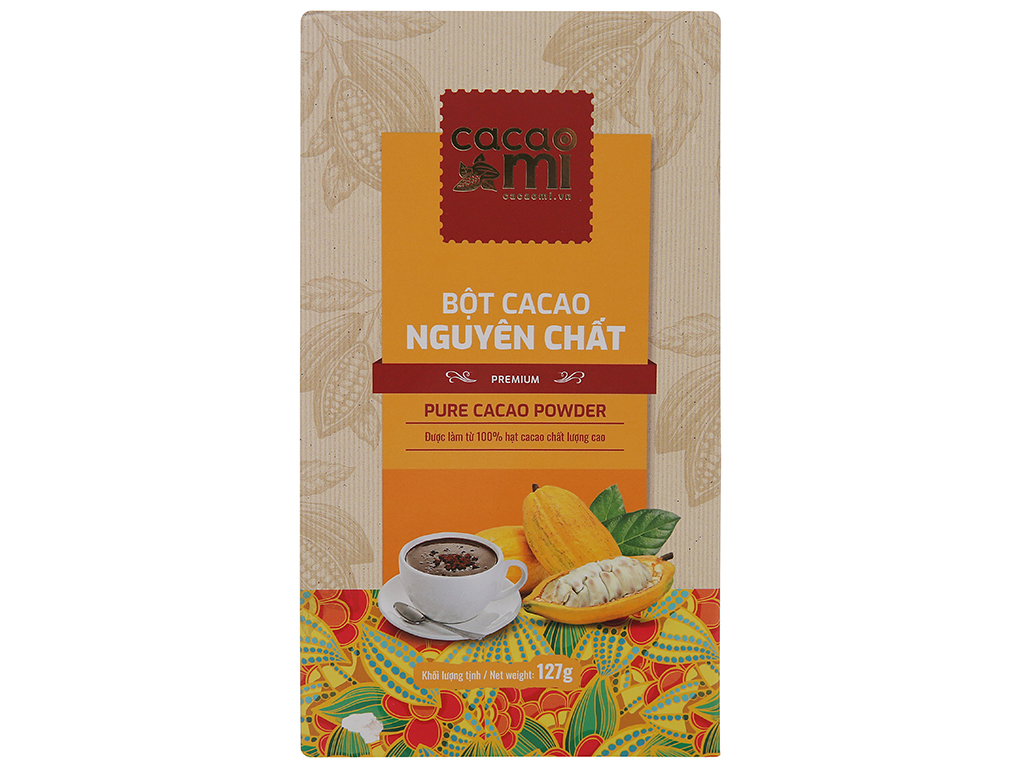 cacao
mi
cacaomi.vn
BỘT CACAO
NGUYÊN CHẤT
PREMIUM
PURE CACAO POWDER
Được làm từ 100% hạt cacao chất lượng cao
Khối lượng tịnh / Net weight: 127g